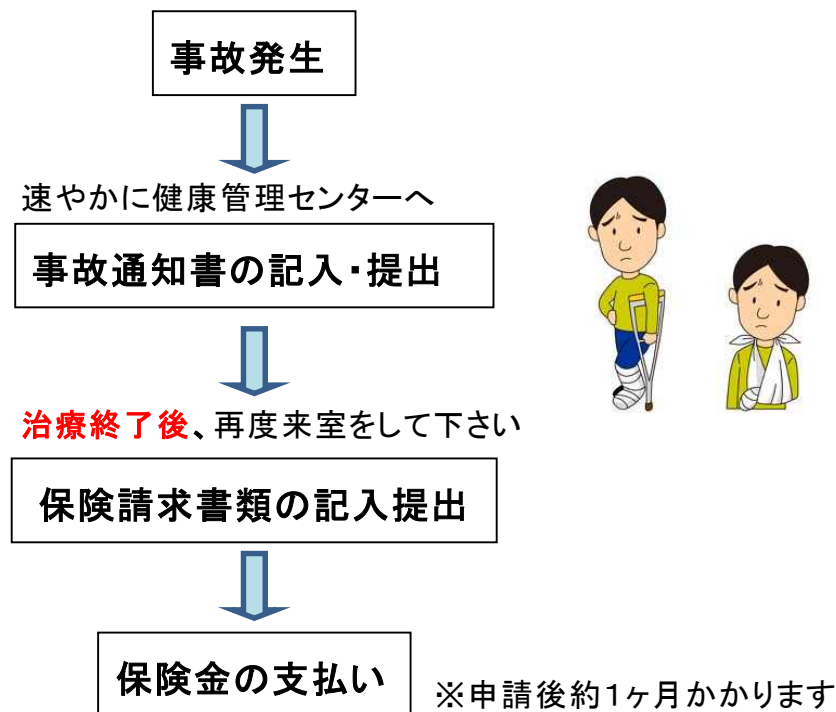 事故発生
速やかに健康管理センターへ
事故通知書の記入・提出
治療終了後、再度来室をして下さい
保険請求書類の記入提出
保険金の支払い
※申請後約1ヶ月かかります